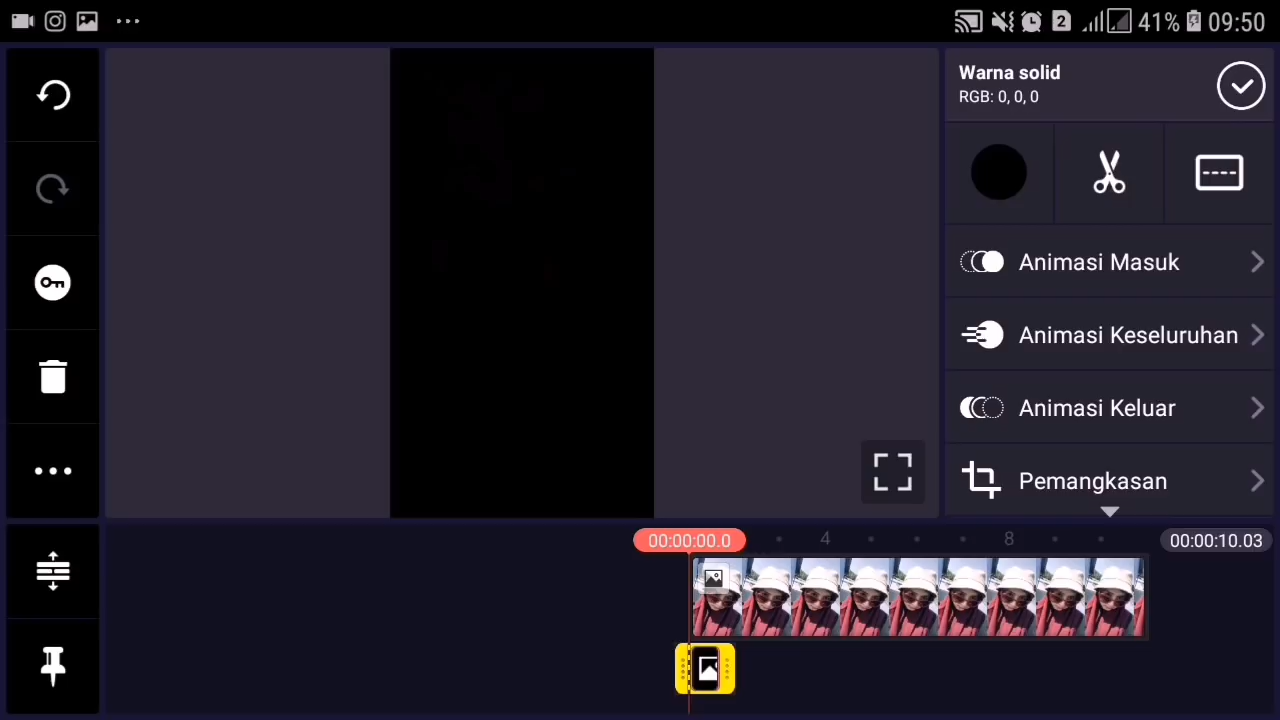 2 41% 09:50
Warna solid
RGB: 0, 0, 0
Animasi Masuk
Animasi Keseluruhan
Animasi Keluar
Pemangkasan
00:00:00.0 4 8 00:00:10.03